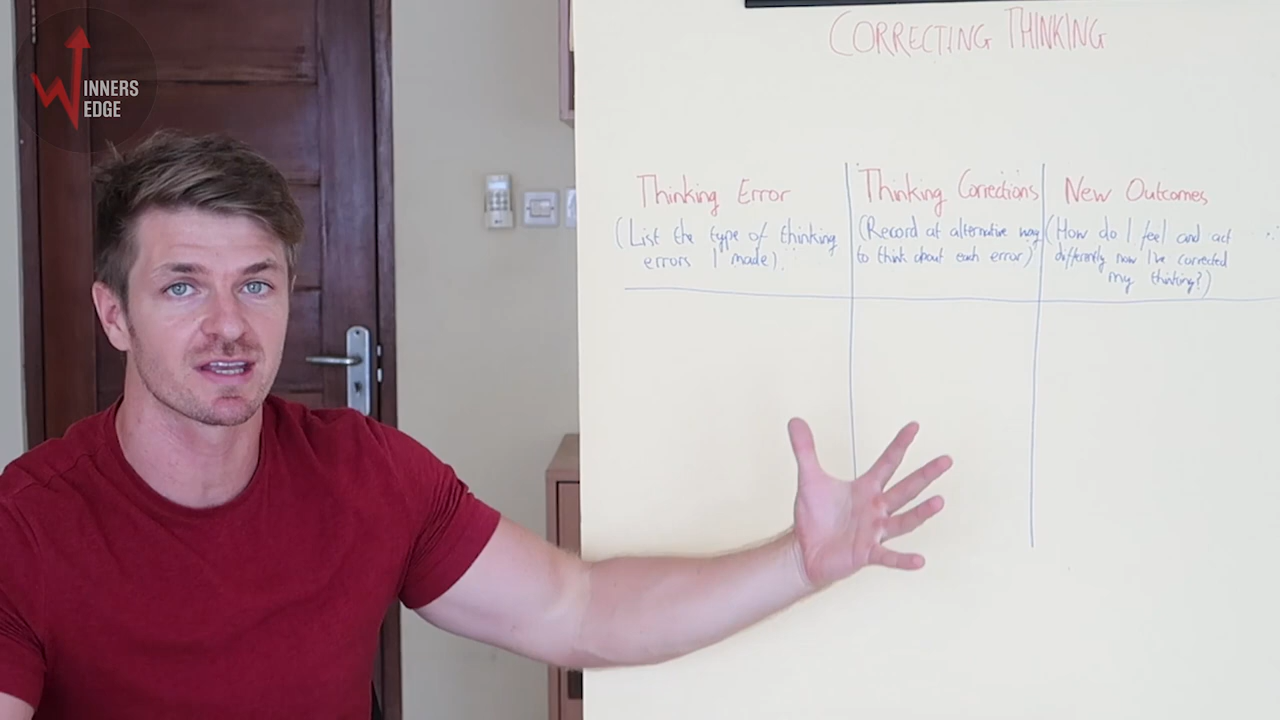 WINNERS
EDGE
CORRECTING THINKING
Thinking Error
(List the type of thinking
errors I made)
Thinking Corrections
(Record at alternative way
to think about each error)
New Outcomes
(How do I feel and act
differently now I've corrected
my thinking?)